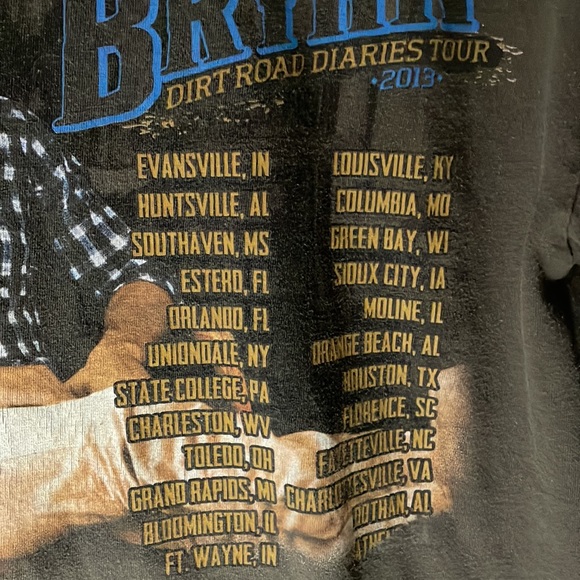 BRYAN
DIRT ROAD DIARIES TOUR
·2013·
EVANSVILLE, IN
HUNTSVILLE, AL
SOUTHAVEN, MS
ESTERO, FL
ORLANDO, FL
UNIONDALE, NY
STATE COLLEGE, PA
CHARLESTON, WV
TOLEDO, OH
GRAND RAPIDS, MI
BLOOMINGTON, IL
FT. WAYNE, IN
LOUISVILLE, KY
COLUMBIA, MO
GREEN BAY, WI
SIOUX CITY, IA
MOLINE, IL
ORANGE BEACH, AL
HOUSTON, TX
FLORENCE, SC
FAYETTEVILLE, NC
CHARLOTTESVILLE, VA
DOTHAN, AL